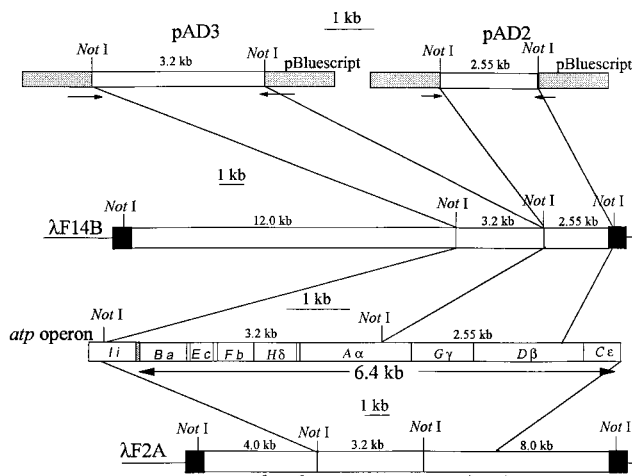 1 kb
pAD3 pAD2
Not I Not I pBluescript Not I Not I pBluescript
3.2 kb 2.55 kb
1 kb
Not I Not I Not I Not I
λF14B 12.0 kb 3.2 kb 2.55 kb
1 kb
Not I Not I
atp operon 3.2 kb 2.55 kb
I i B a E c F b H δ A α G γ D β C ε
6.4 kb
1 kb
Not I Not I Not I Not I
λF2A 4.0 kb 3.2 kb 8.0 kb